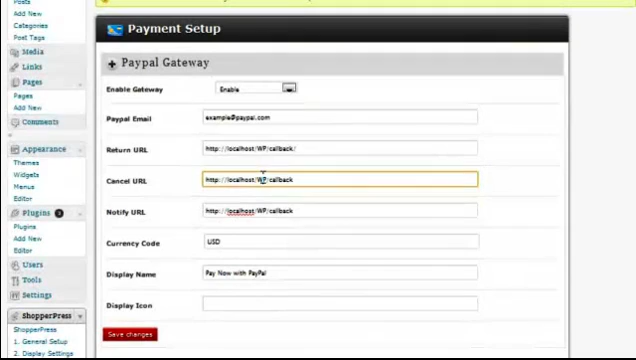 Posts
Add New
Categories
Post Tags
Media
Links
Pages
Pages
Add New
Comments
Appearance
Themes
Widgets
Menus
Editor
Plugins
Plugins
Add New
Editor
Users
Tools
Settings
ShopperPress
ShopperPress
1. General Setup
2. Display Settings
Payment Setup
Paypal Gateway
Enable Gateway
Enable
Paypal Email
example@paypal.com
Return URL
http://localhost/WP/callback/
Cancel URL
http://localhost/WP/callback
Notify URL
http://localhost/WP/callback
Currency Code
USD
Display Name
Pay Now with PayPal
Display Icon
Save changes